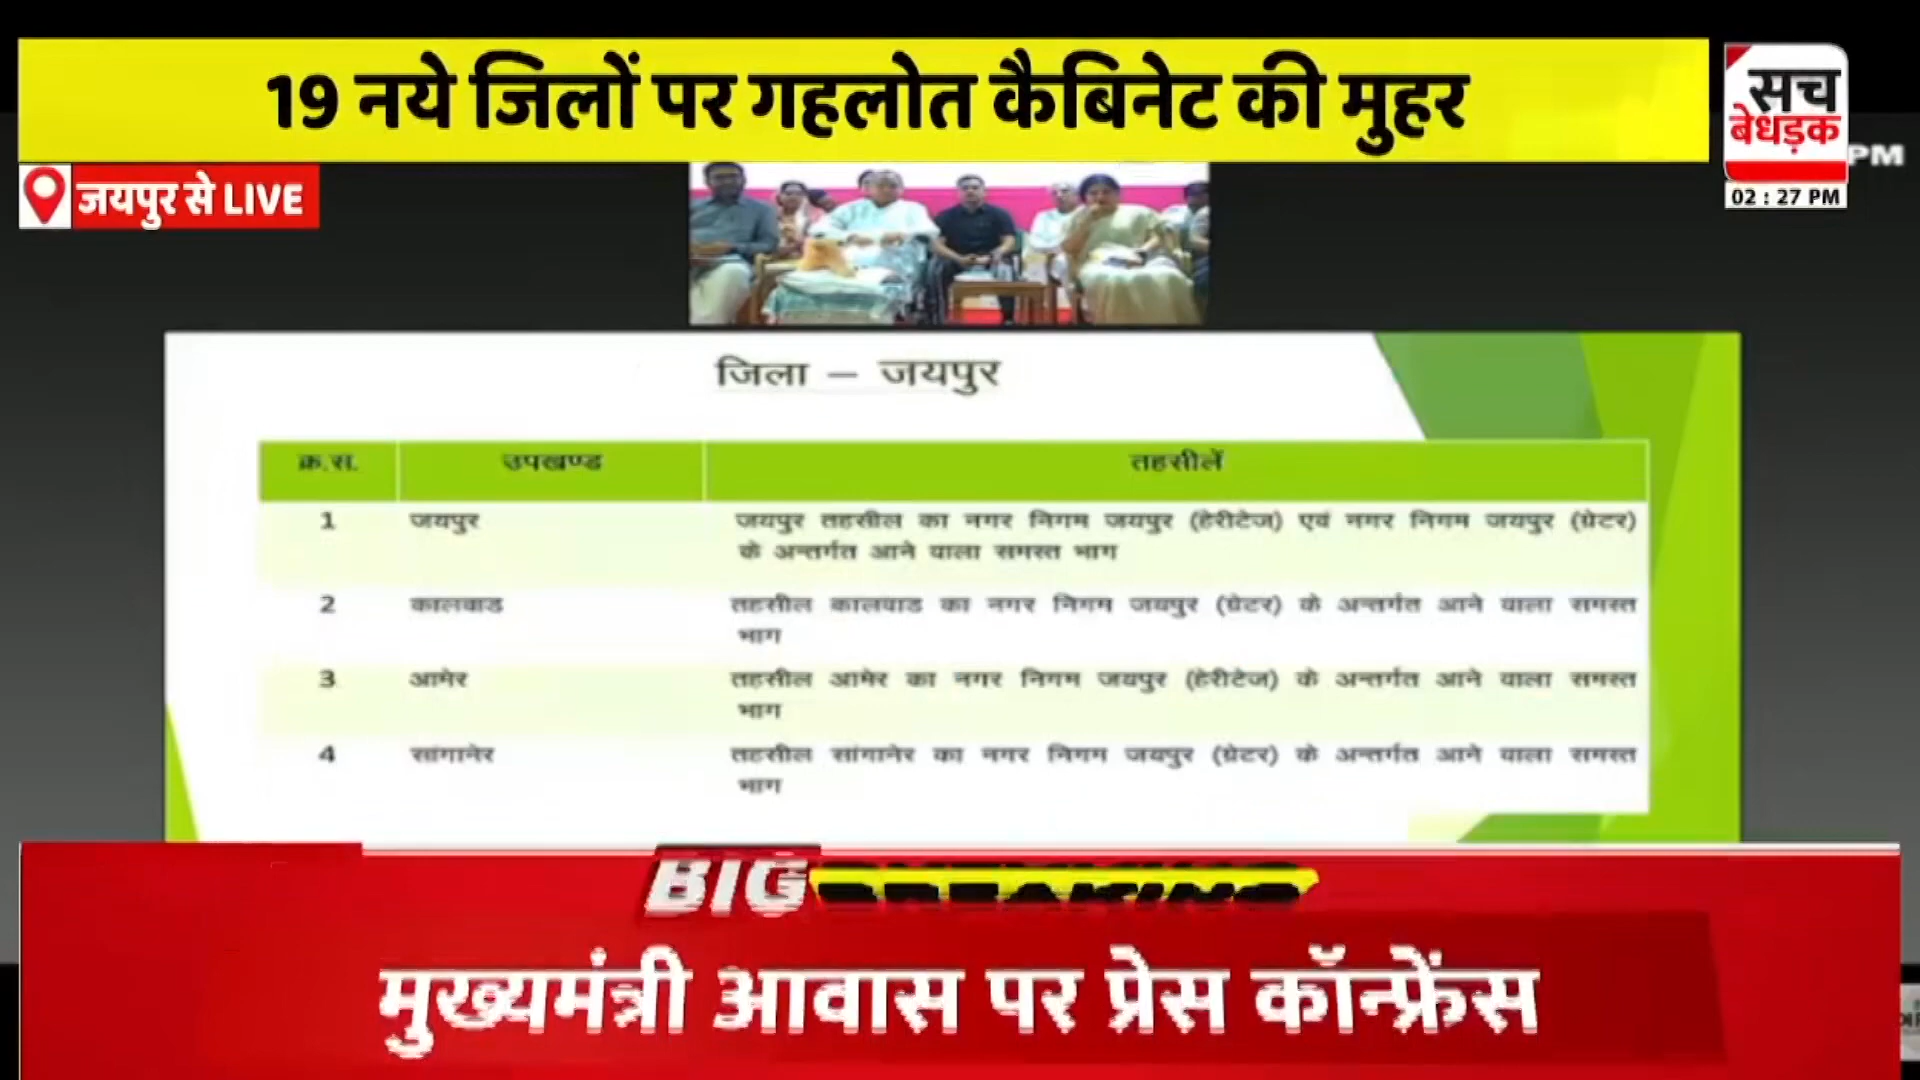 19 नये जिलों पर गहलोत कैबिनेट की मुहर
सच
बेधड़क
PM
02 : 27 PM
जयपुर से LIVE
जिला – जयपुर
क्र.स. उपखण्ड तहसीलें
1 जयपुर जयपुर तहसील का नगर निगम जयपुर (हेरीटेज) एवं नगर निगम जयपुर (ग्रेटर)
के अन्तर्गत आने वाला समस्त भाग
2 कालवाड तहसील कालवाड का नगर निगम जयपुर (ग्रेटर) के अन्तर्गत आने वाला समस्त
भाग
3 आमेर तहसील आमेर का नगर निगम जयपुर (हेरीटेज) के अन्तर्गत आने वाला समस्त
भाग
4 सांगानेर तहसील सांगानेर का नगर निगम जयपुर (ग्रेटर) के अन्तर्गत आने वाला समस्त
भाग
BIG BREAKING
मुख्यमंत्री आवास पर प्रेस कॉन्फ्रेंस